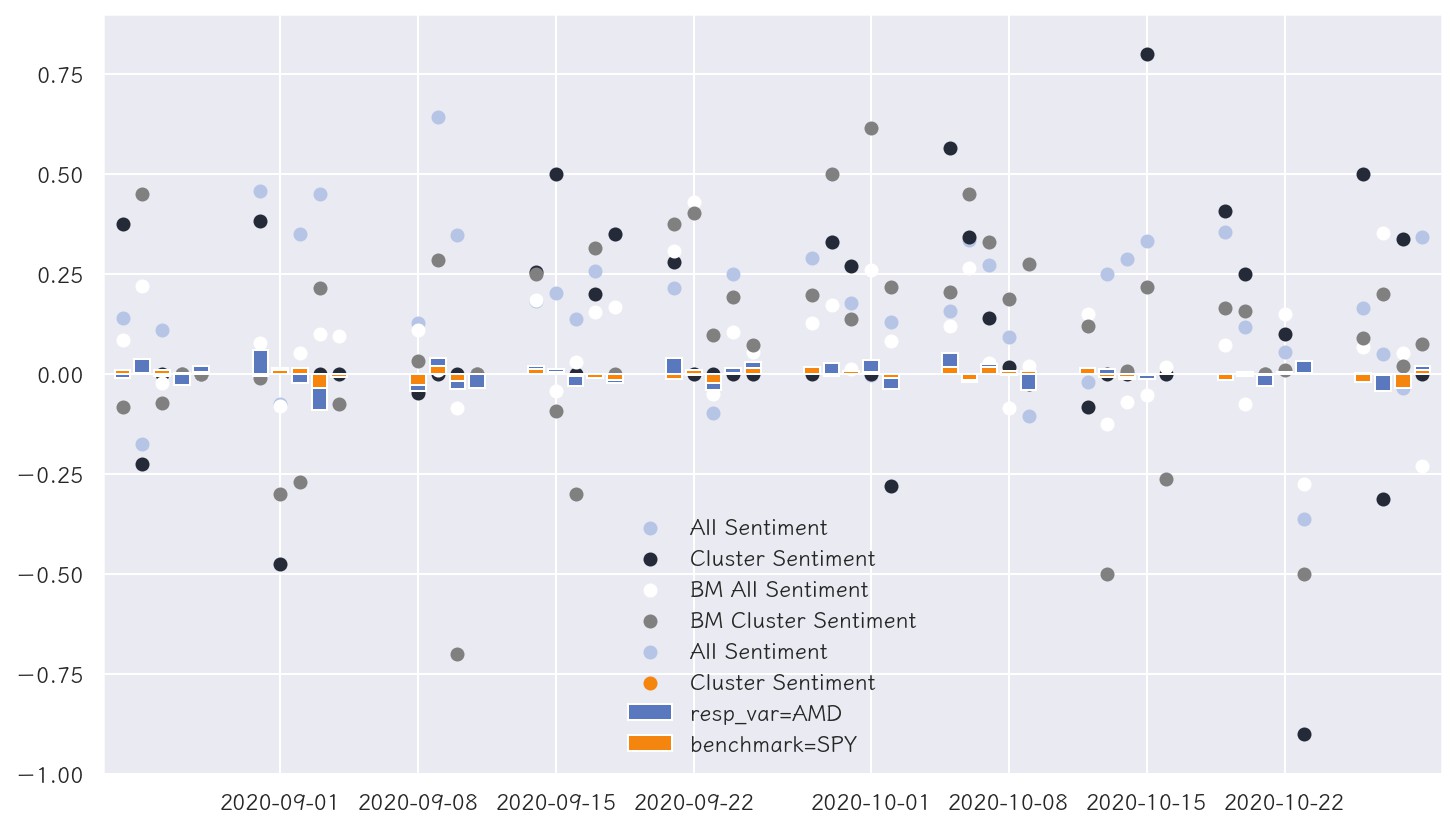 0.75
0.50
0.25
0.00
−0.25
−0.50
−0.75
−1.00
All Sentiment
Cluster Sentiment
BM All Sentiment
BM Cluster Sentiment
All Sentiment
Cluster Sentiment
resp_var=AMD
benchmark=SPY
2020-09-01 2020-09-08 2020-09-15 2020-09-22 2020-10-01 2020-10-08 2020-10-15 2020-10-22